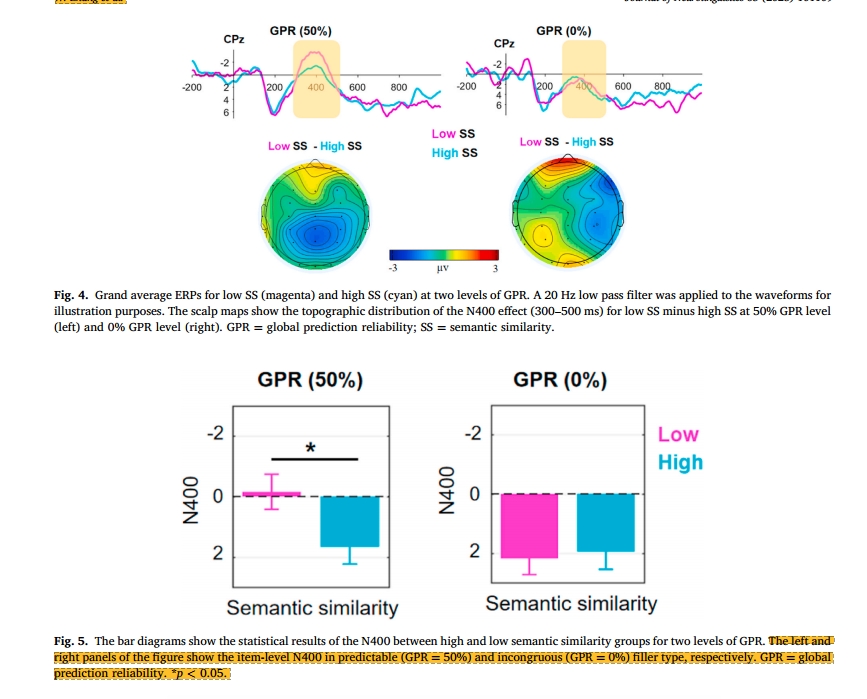 GPR (50%)
GPR (0%)
CPz
CPz
-2
-2
-200
2
200
400
600
800
-200
2
200
400
600
800
4
4
6
6
Low SS
High SS
Low SS - High SS
Low SS - High SS
-3
μV
3
Fig. 4. Grand average ERPs for low SS (magenta) and high SS (cyan) at two levels of GPR. A 20 Hz low pass filter was applied to the waveforms for
illustration purposes. The scalp maps show the topographic distribution of the N400 effect (300–500 ms) for low SS minus high SS at 50% GPR level
(left) and 0% GPR level (right). GPR = global prediction reliability; SS = semantic similarity.
GPR (50%)
GPR (0%)
-2
*
0
2
N400
Semantic similarity
-2
0
2
N400
Semantic similarity
Low
High
Fig. 5. The bar diagrams show the statistical results of the N400 between high and low semantic similarity groups for two levels of GPR. The left and
right panels of the figure show the item-level N400 in predictable (GPR = 50%) and incongruous (GPR = 0%) filler type, respectively. GPR = global
prediction reliability. *p < 0.05.